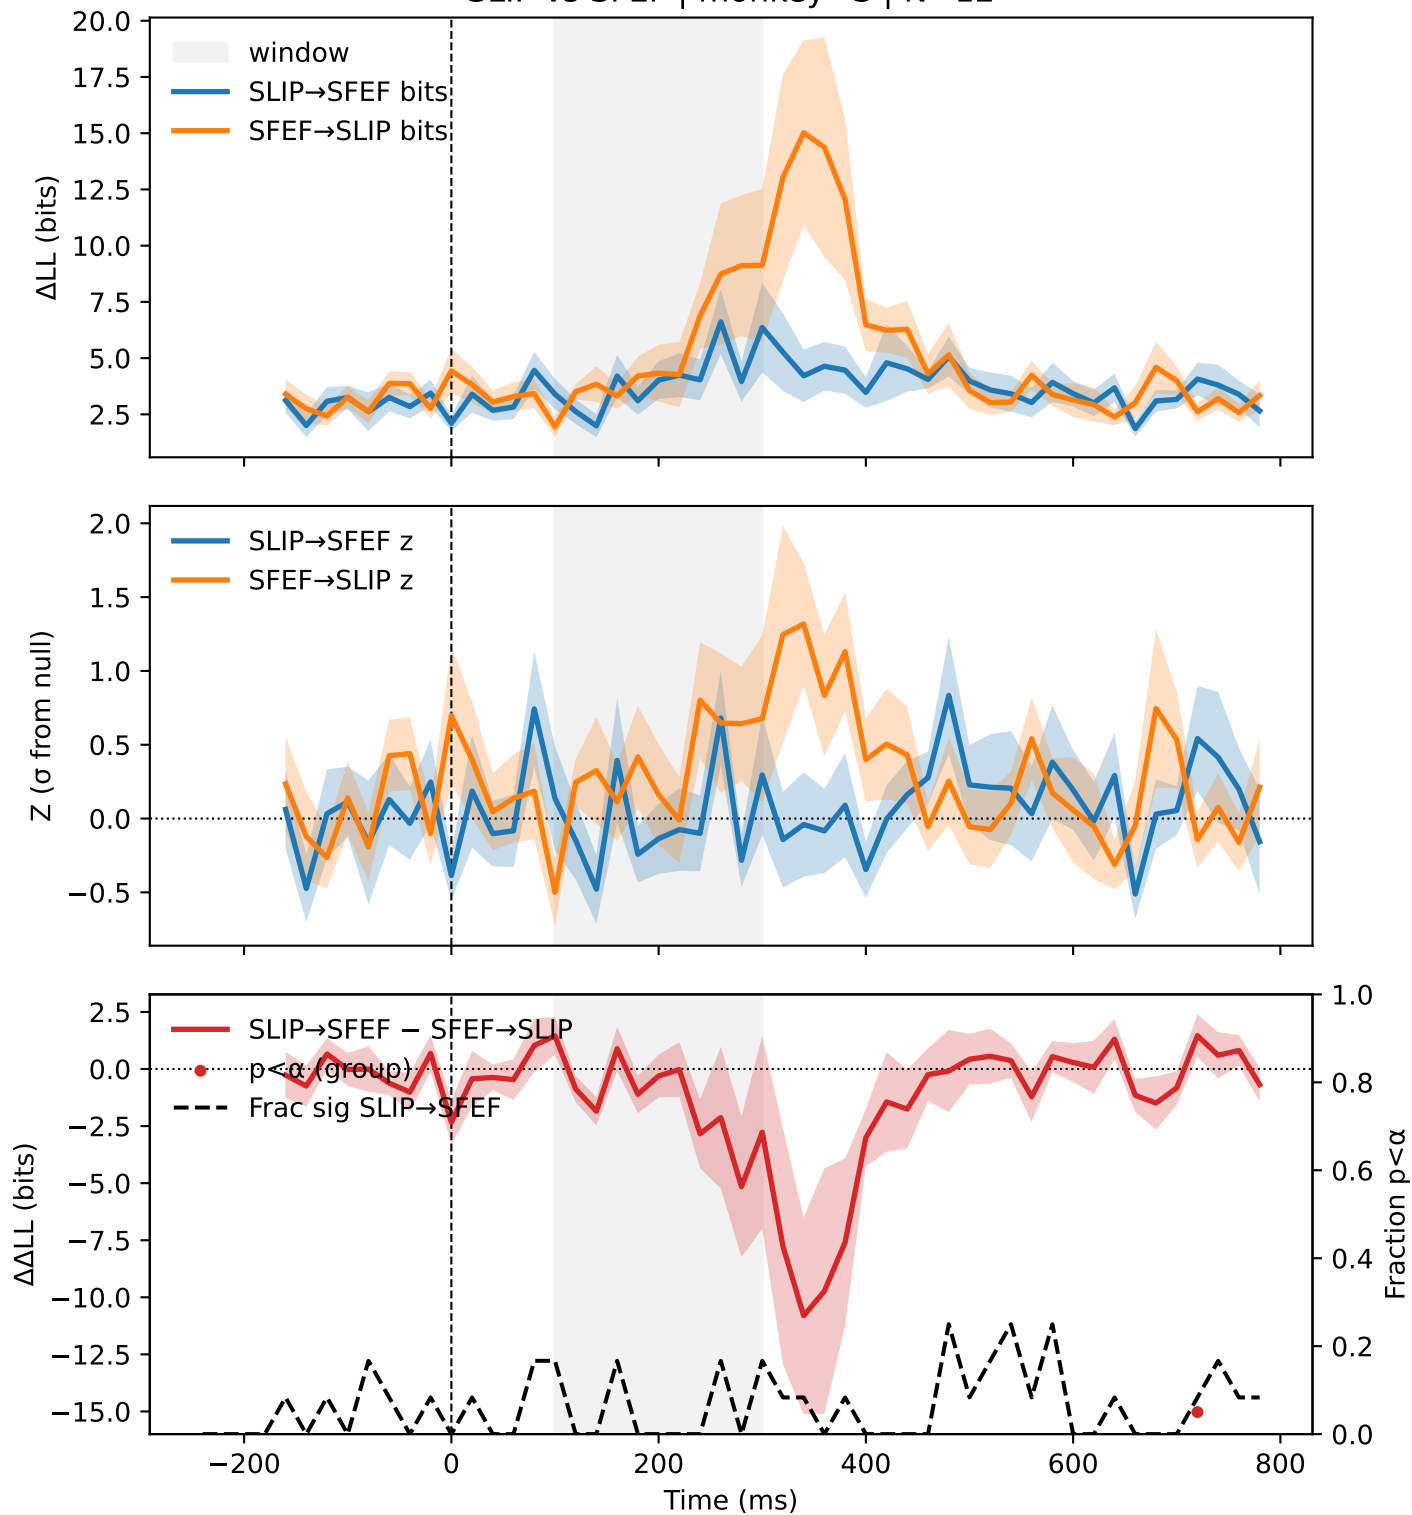 20.0
17.5
15.0
12.5
10.0
7.5
5.0
2.5
ΔLL (bits)
window
SLIP→SFEF bits
SFEF→SLIP bits
2.0
1.5
1.0
0.5
0.0
−0.5
Z (σ from null)
SLIP→SFEF z
SFEF→SLIP z
2.5
0.0
−2.5
−5.0
−7.5
−10.0
−12.5
−15.0
ΔΔLL (bits)
SLIP→SFEF − SFEF→SLIP
p<α (group)
Frac sig SLIP→SFEF
1.0
0.8
0.6
0.4
0.2
0.0
Fraction p<α
−200
0
200
400
600
800
Time (ms)